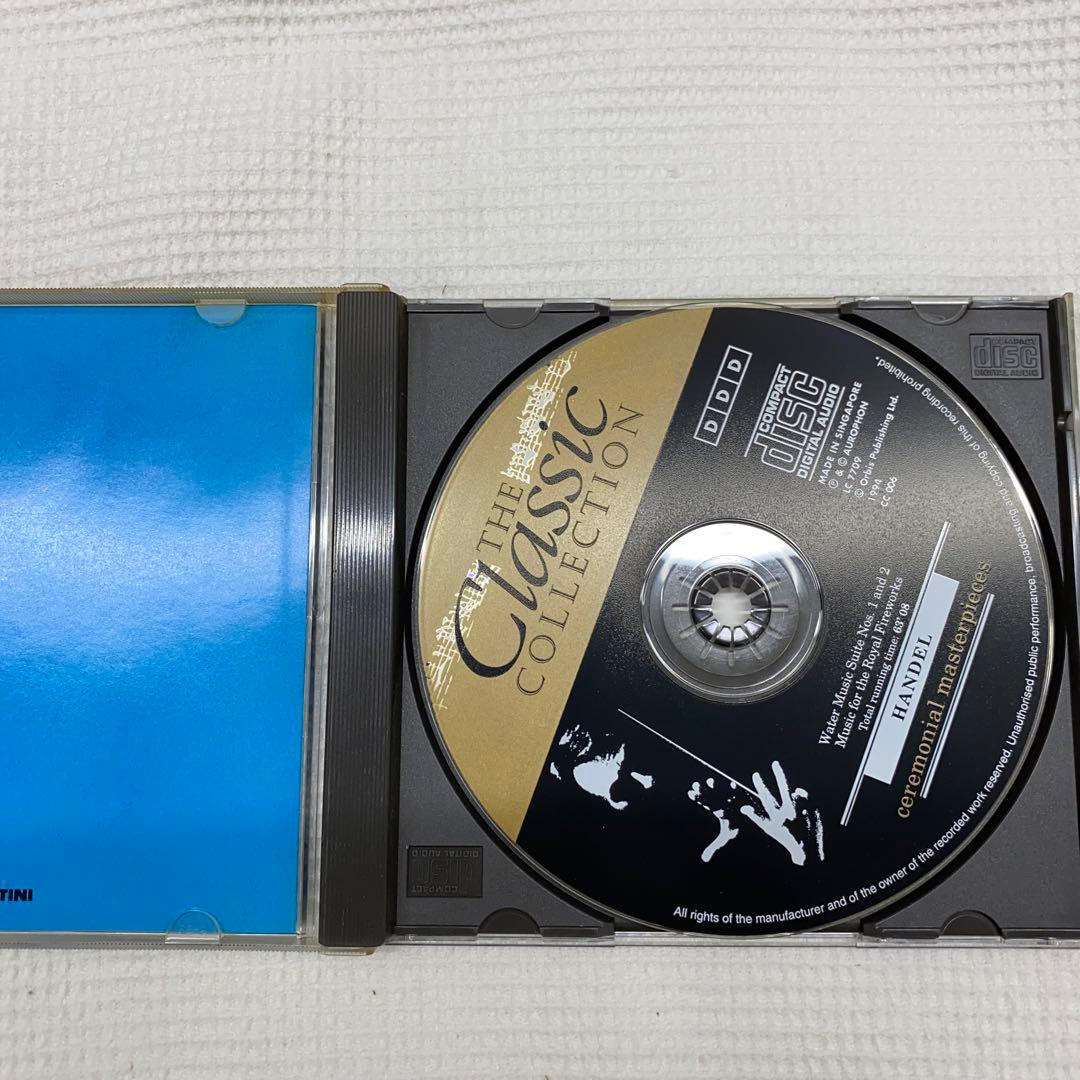 TINI
THE
Classic
COLLECTION
DDD
COMPACT
disc
DIGITAL AUDIO
MADE IN SINGAPORE
℗ & © AUROPHON
LC 7709
© Orbis Publishing Ltd.
1994
CC 006
Water Music Suite Nos. 1 and 2
Music for the Royal Fireworks
Total running time: 63'08
HANDEL
ceremonial masterpieces
All rights of the manufacturer and of the owner of the recorded work reserved. Unauthorised public performance, broadcasting and copying of this recording prohibited.
COMPACT
disc
DIGITAL AUDIO
COMPACT
disc
DIGITAL AUDIO